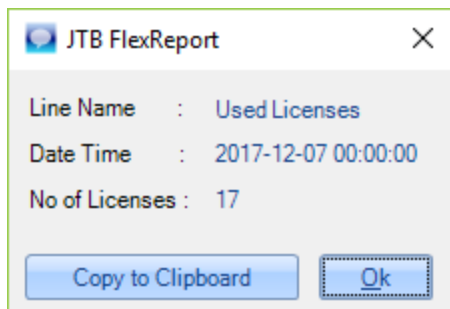 JTB FlexReport
Line Name : Used Licenses
Date Time : 2017-12-07 00:00:00
No of Licenses : 17
Copy to Clipboard Ok